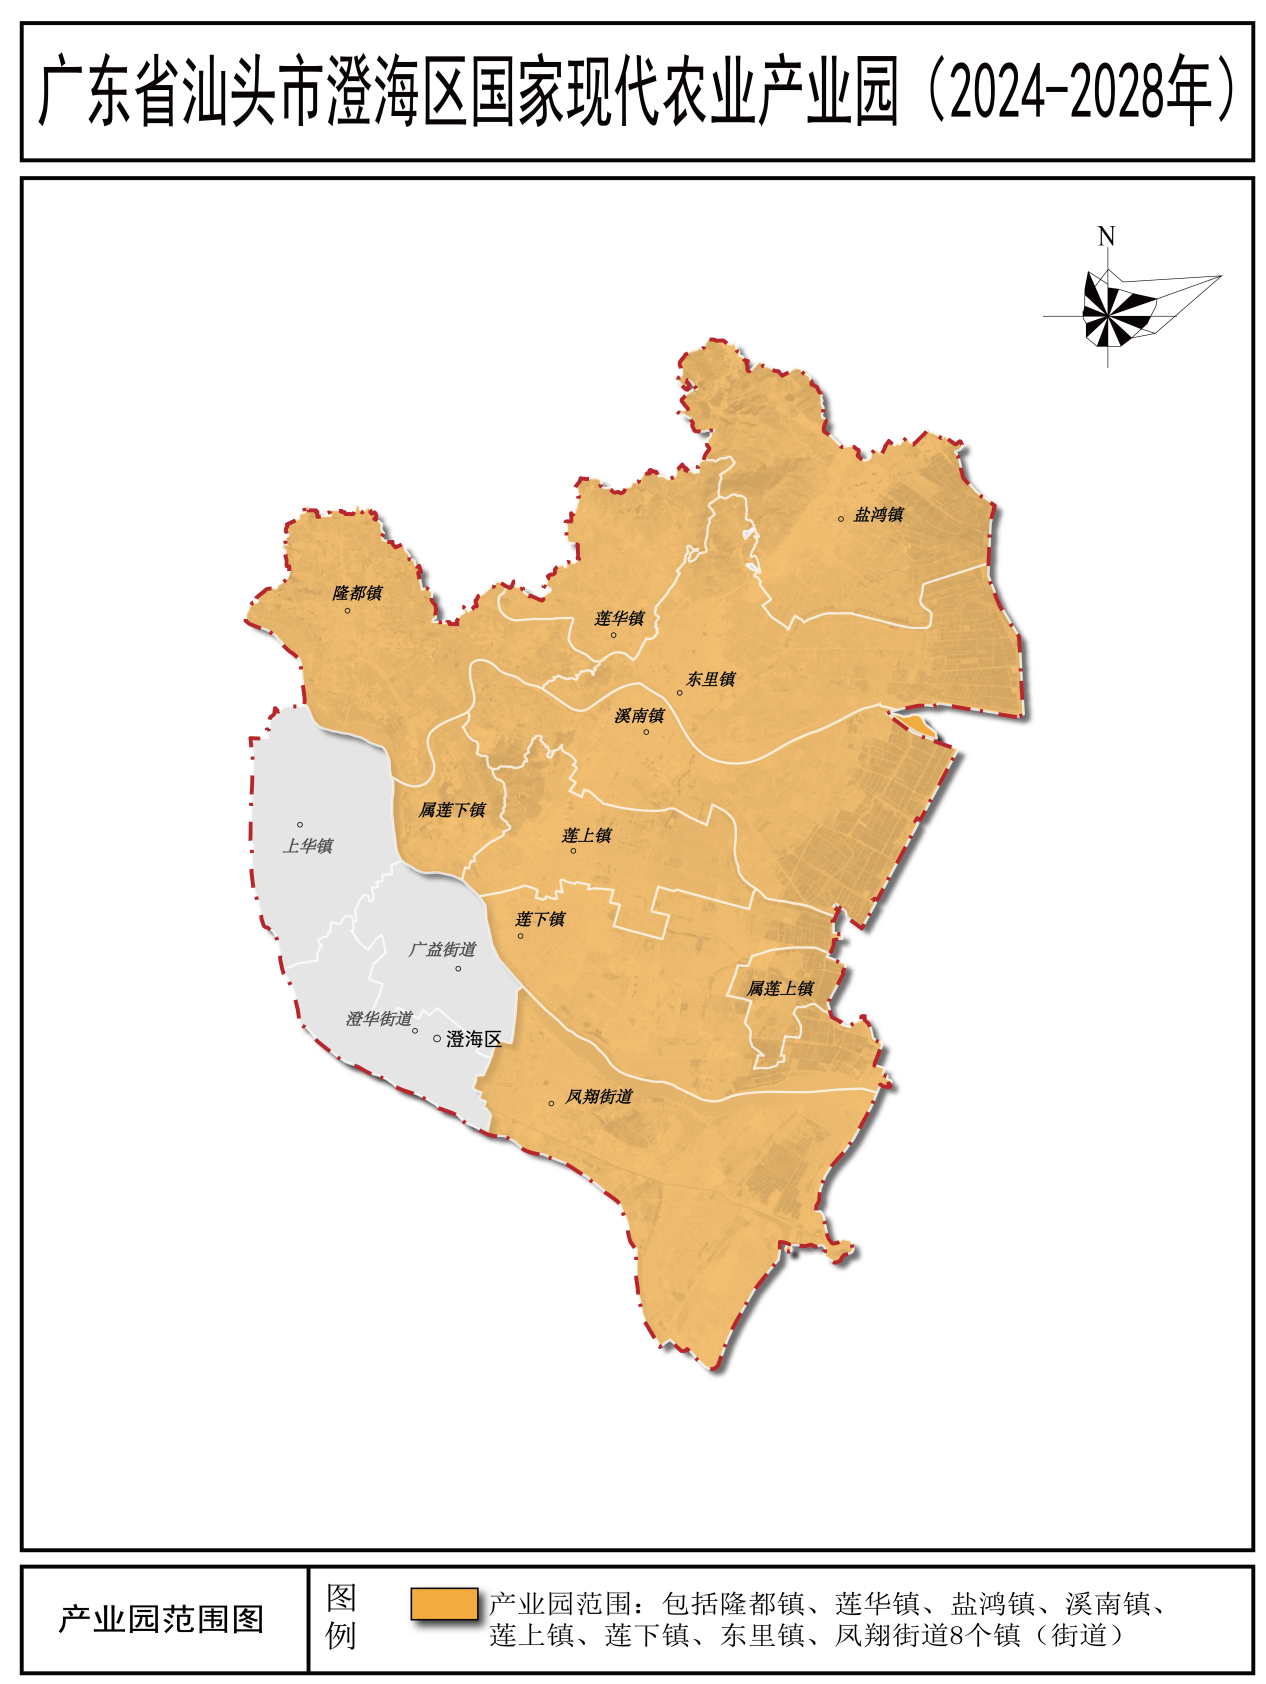 广东省汕头市澄海区国家现代农业产业园（2024-2028年）
N
盐鸿镇
隆都镇
莲华镇
东里镇
溪南镇
属莲下镇
莲上镇
上华镇
莲下镇
广益街道
属莲上镇
澄华街道
澄海区
凤翔街道
产业园范围图
图例
产业园范围：包括隆都镇、莲华镇、盐鸿镇、溪南镇、
莲上镇、莲下镇、东里镇、凤翔街道8个镇（街道）